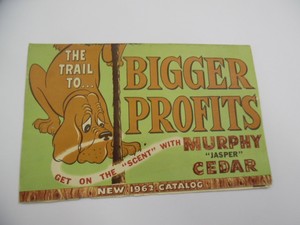 THE
TRAIL
TO...
BIGGER
PROFITS
GET ON THE "SCENT" WITH
MURPHY
"JASPER"
CEDAR
NEW 1962 CATALOG